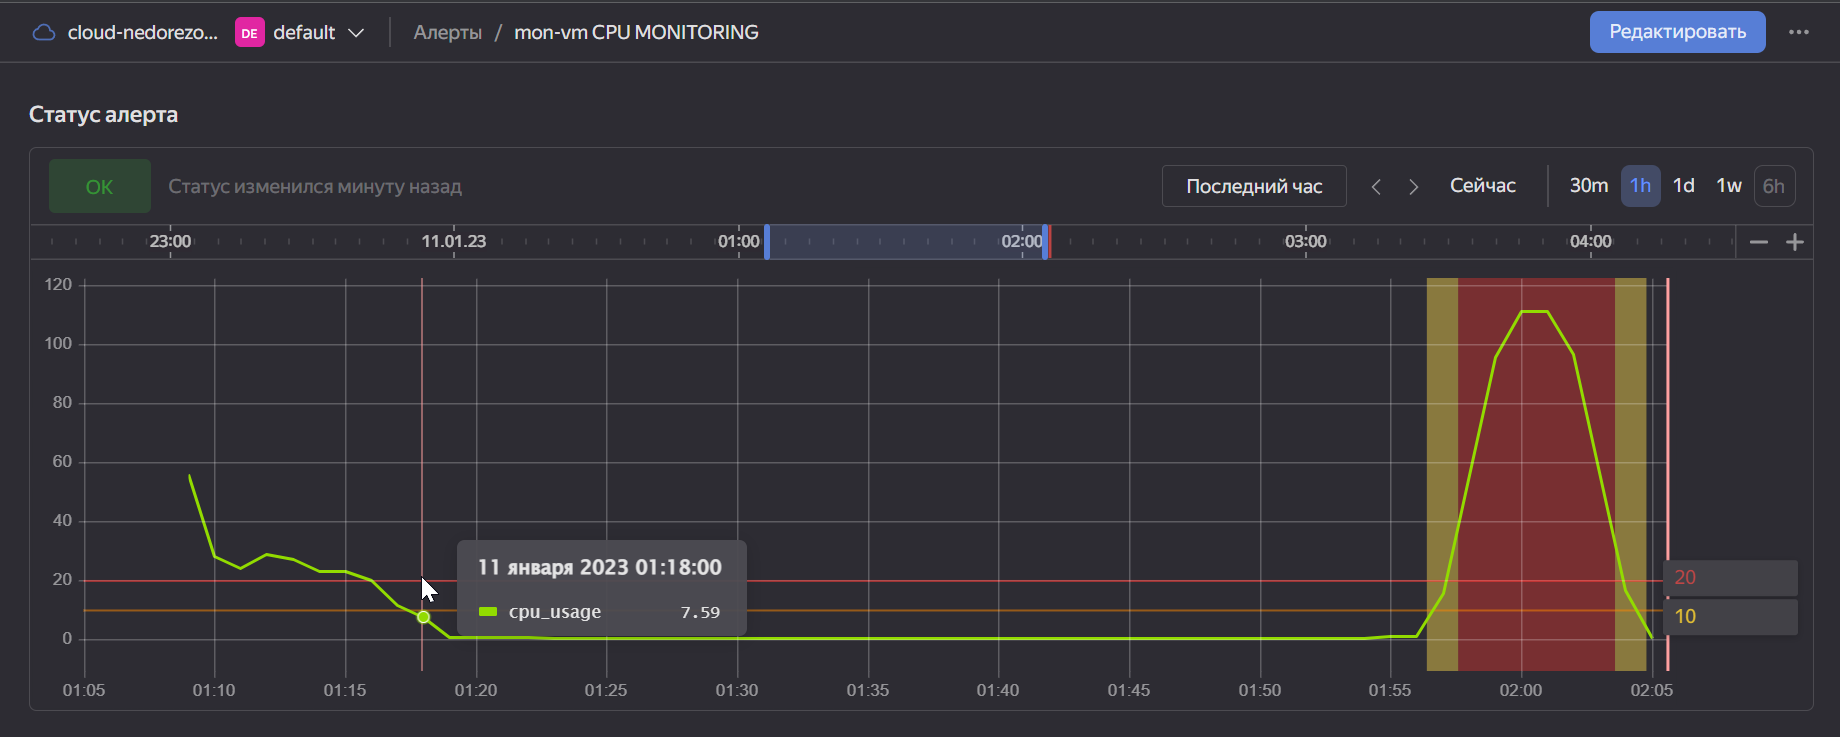 cloud-nedorezo... DE default Алерты / mon-vm CPU MONITORING Редактировать
Статус алерта
OK Статус изменился минуту назад Последний час Сейчас 30m 1h 1d 1w 6h
23:00 11.01.23 01:00 02:00 03:00 04:00
120
100
80
60
40
20
0
11 января 2023 01:18:00
cpu_usage 7.59
20
10
01:05 01:10 01:15 01:20 01:25 01:30 01:35 01:40 01:45 01:50 01:55 02:00 02:05